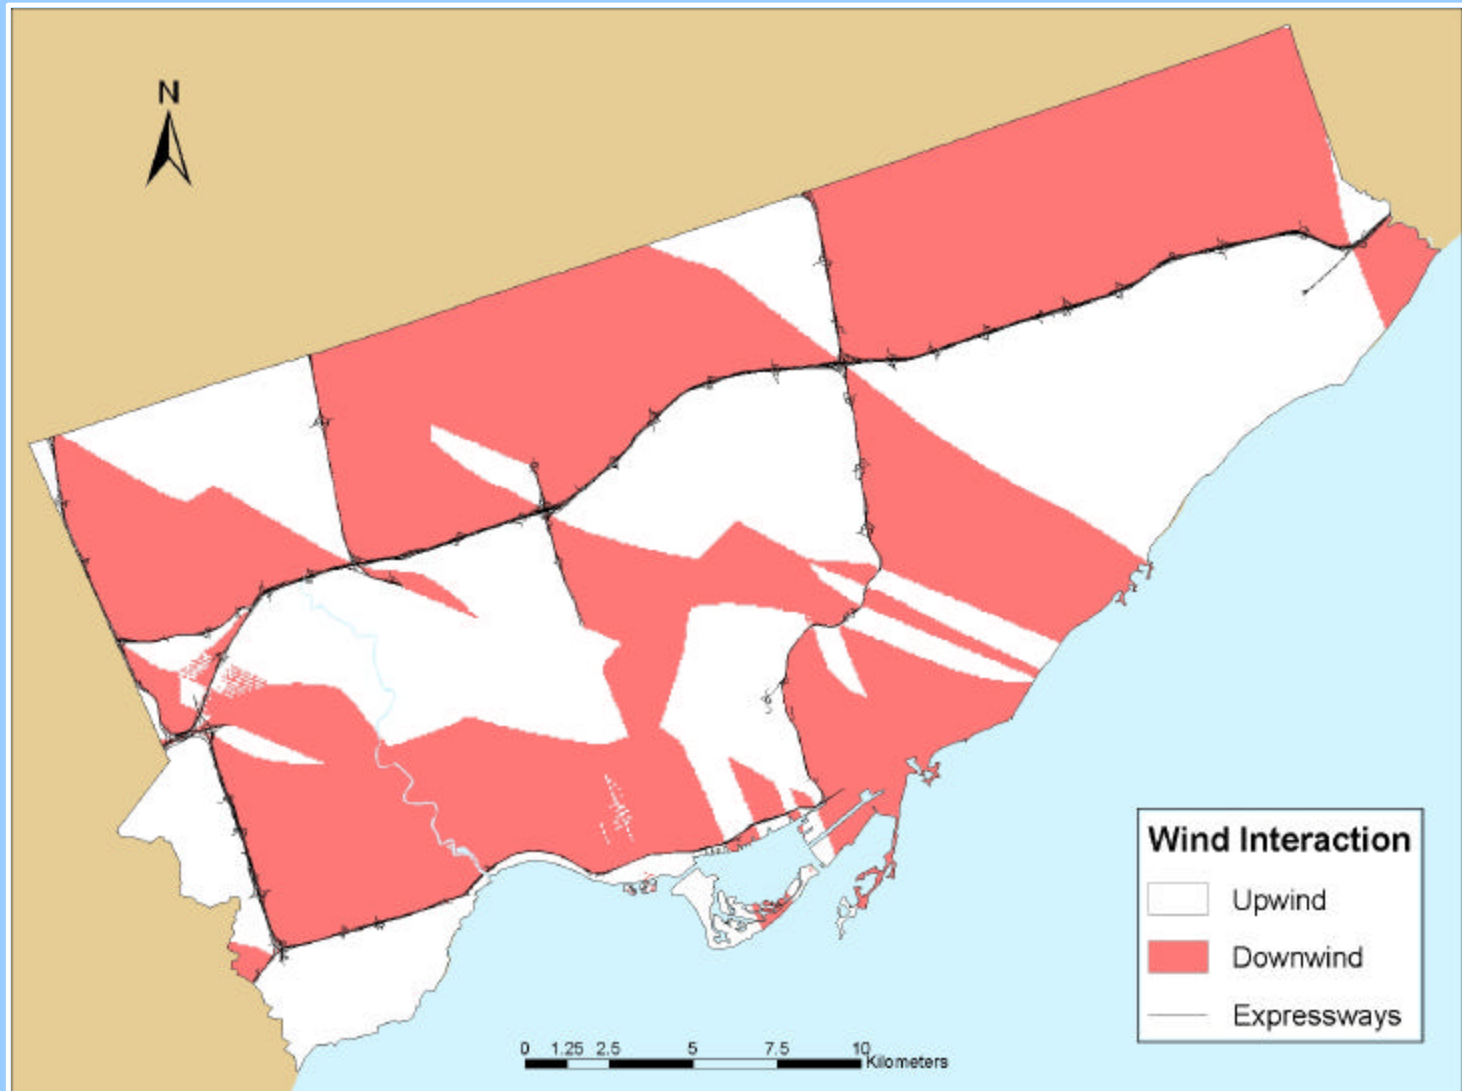 N
Wind Interaction
Upwind
Downwind
Expressways
0 1.25 2.5 5 7.5 10
Kilometers